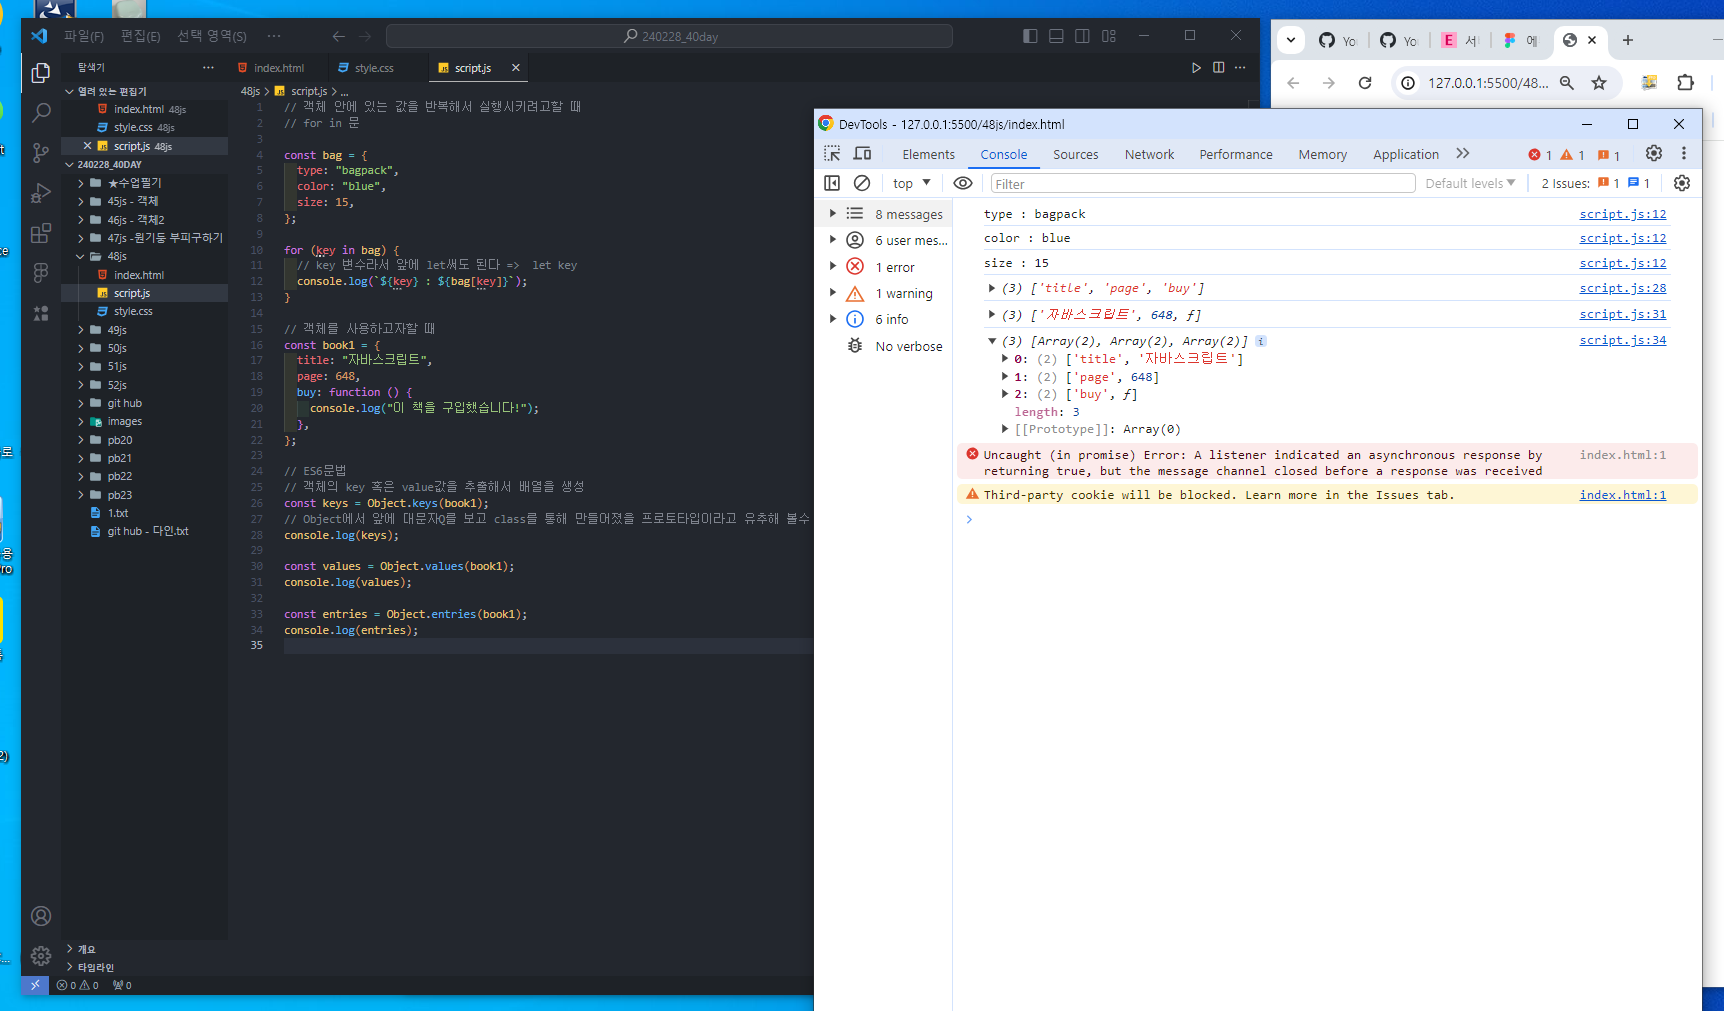 파일(F) 편집(E) 선택 영역(S) ··· 240228_40day
탐색기 ···
열려 있는 편집기
index.html 48js
style.css 48js
script.js 48js
240228_40DAY
★수업필기
45js - 객체
46js - 객체2
47js -원기둥 부피구하기
48js
index.html
script.js
style.css
49js
50js
51js
52js
git hub
images
pb20
pb21
pb22
pb23
1.txt
git hub - 다인.txt
개요
타임라인
0 0 0
index.html style.css script.js
48js > script.js > ...
1 // 객체 안에 있는 값을 반복해서 실행시키려고할 때
2 // for in 문
3
4 const bag = {
5 type: "bagpack",
6 color: "blue",
7 size: 15,
8 };
9
10 for (key in bag) {
11 // key 변수라서 앞에 let써도 된다 => let key
12 console.log(`${key} : ${bag[key]}`);
13 }
14
15 // 객체를 사용하고자할 때
16 const book1 = {
17 title: "자바스크립트",
18 page: 648,
19 buy: function () {
20 console.log("이 책을 구입했습니다!");
21 },
22 };
23
24 // ES6문법
25 // 객체의 key 혹은 value값을 추출해서 배열을 생성
26 const keys = Object.keys(book1);
27 // Object에서 앞에 대문자O를 보고 class를 통해 만들어졌을 프로토타입이라고 유추해 볼수
28 console.log(keys);
29
30 const values = Object.values(book1);
31 console.log(values);
32
33 const entries = Object.entries(book1);
34 console.log(entries);
35
Yo Yo E 서 에
127.0.0.1:5500/48...
DevTools - 127.0.0.1:5500/48js/index.html
Elements Console Sources Network Performance Memory Application 1 1 1
top Filter Default levels 2 Issues: 1 1
8 messages
6 user mes...
1 error
1 warning
6 info
No verbose
type : bagpack script.js:12
color : blue script.js:12
size : 15 script.js:12
(3) ['title', 'page', 'buy'] script.js:28
(3) ['자바스크립트', 648, ƒ] script.js:31
(3) [Array(2), Array(2), Array(2)] i script.js:34
0: (2) ['title', '자바스크립트']
1: (2) ['page', 648]
2: (2) ['buy', ƒ]
length: 3
[[Prototype]]: Array(0)
Uncaught (in promise) Error: A listener indicated an asynchronous response by index.html:1
returning true, but the message channel closed before a response was received
Third-party cookie will be blocked. Learn more in the Issues tab. index.html:1